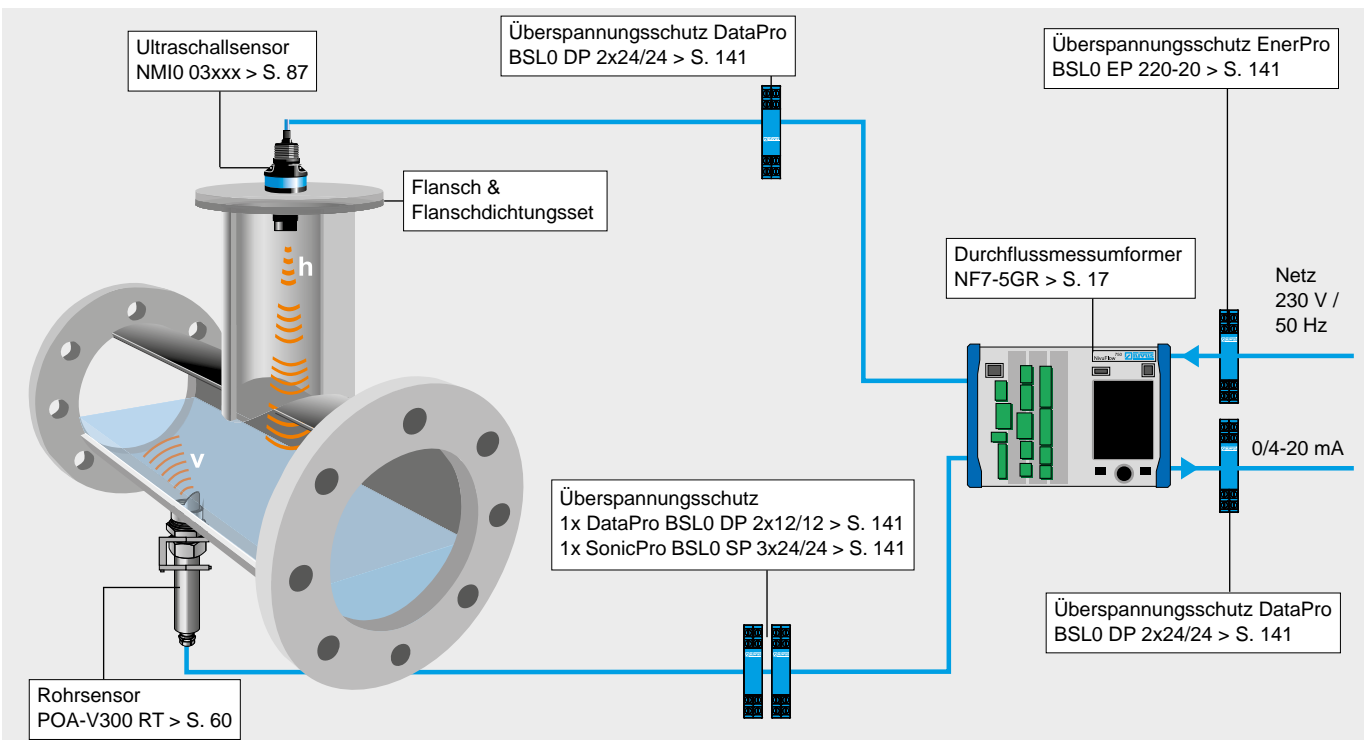 Ultraschallsensor
NMI0 03xxx > S. 87
Überspannungsschutz DataPro
BSL0 DP 2x24/24 > S. 141
Überspannungsschutz EnerPro
BSL0 EP 220-20 > S. 141
Flansch &
Flanschdichtungsset
h
Durchflussmessumformer
NF7-5GR > S. 17
Netz
230 V /
50 Hz
NivuFlow 750
NIVUS
v
0/4-20 mA
Überspannungsschutz
1x DataPro BSL0 DP 2x12/12 > S. 141
1x SonicPro BSL0 SP 3x24/24 > S. 141
Überspannungsschutz DataPro
BSL0 DP 2x24/24 > S. 141
Rohrsensor
POA-V300 RT > S. 60